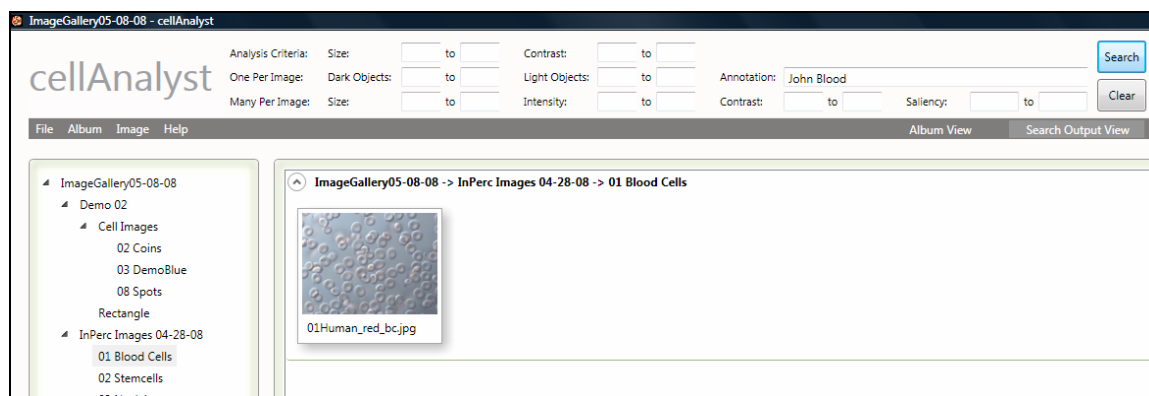 ImageGallery05-08-08 - cellAnalyst
cellAnalyst
Analysis Criteria: Size: to Contrast: to
One Per Image: Dark Objects: to Light Objects: to Annotation: John Blood
Many Per Image: Size: to Intensity: to Contrast: to Saliency: to
Search
Clear
File Album Image Help Album View Search Output View
ImageGallery05-08-08
Demo 02
Cell Images
02 Coins
03 DemoBlue
08 Spots
Rectangle
InPerc Images 04-28-08
01 Blood Cells
02 Stemcells
ImageGallery05-08-08 -> InPerc Images 04-28-08 -> 01 Blood Cells
01Human_red_bc.jpg